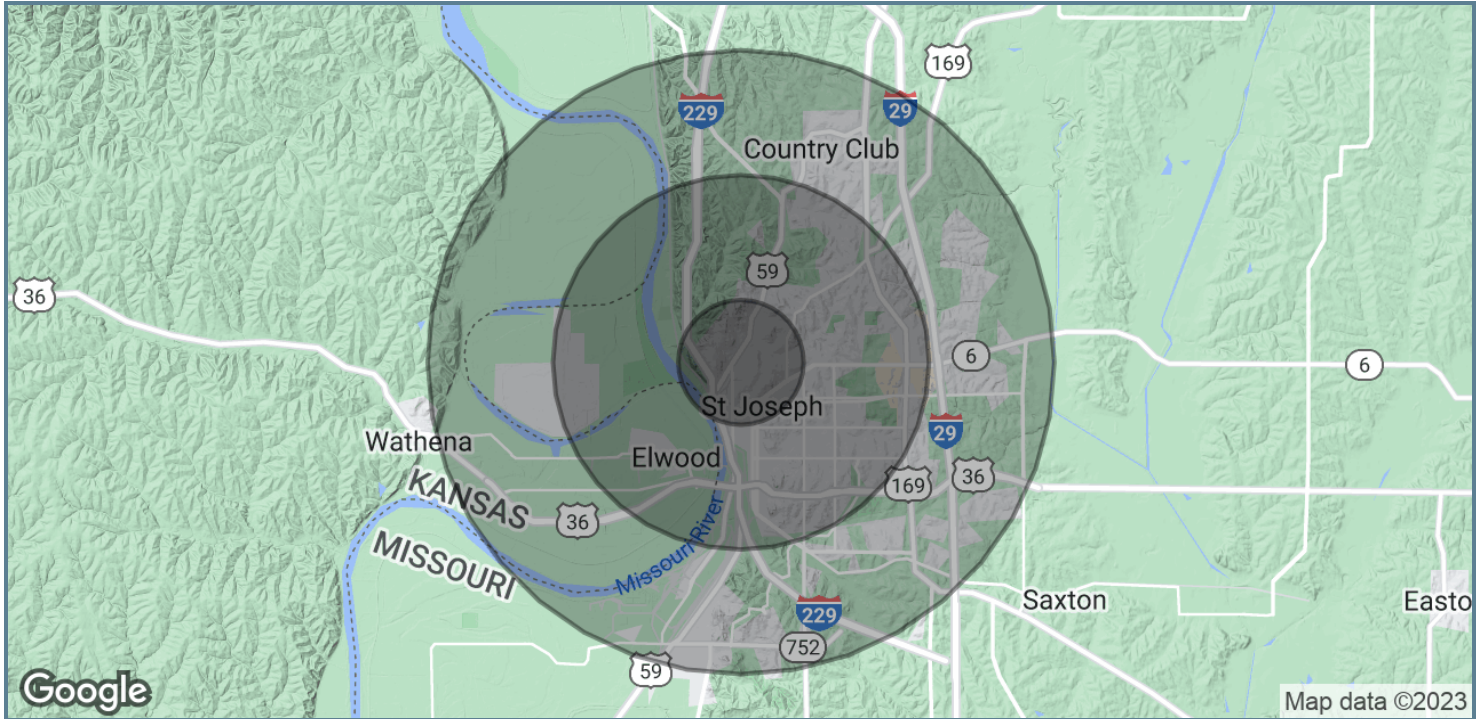 169
229
29
Country Club
59
36
6
6
St Joseph
29
Wathena
Elwood
169
36
KANSAS
36
Missouri River
MISSOURI
Saxton
Easto
229
752
59
Google
Map data ©2023